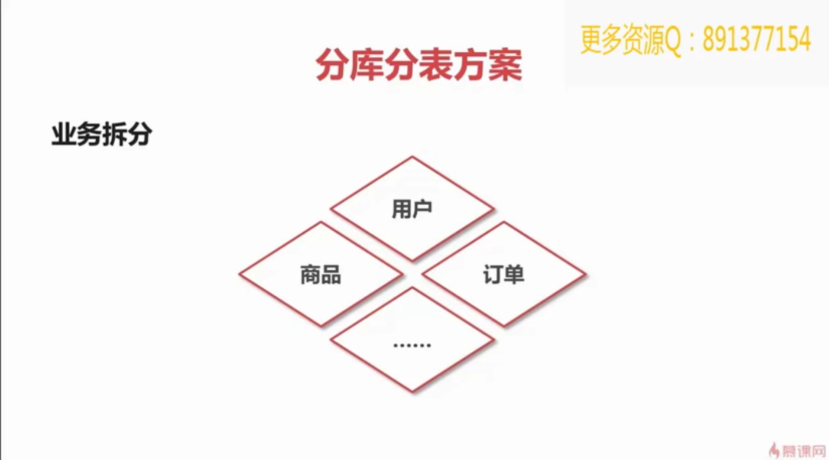 更多资源Q：891377154
分库分表方案
业务拆分
用户
商品
订单
......
慕课网